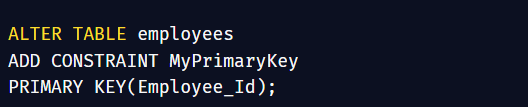 ALTER TABLE employees
ADD CONSTRAINT MyPrimaryKey
PRIMARY KEY(Employee_Id);